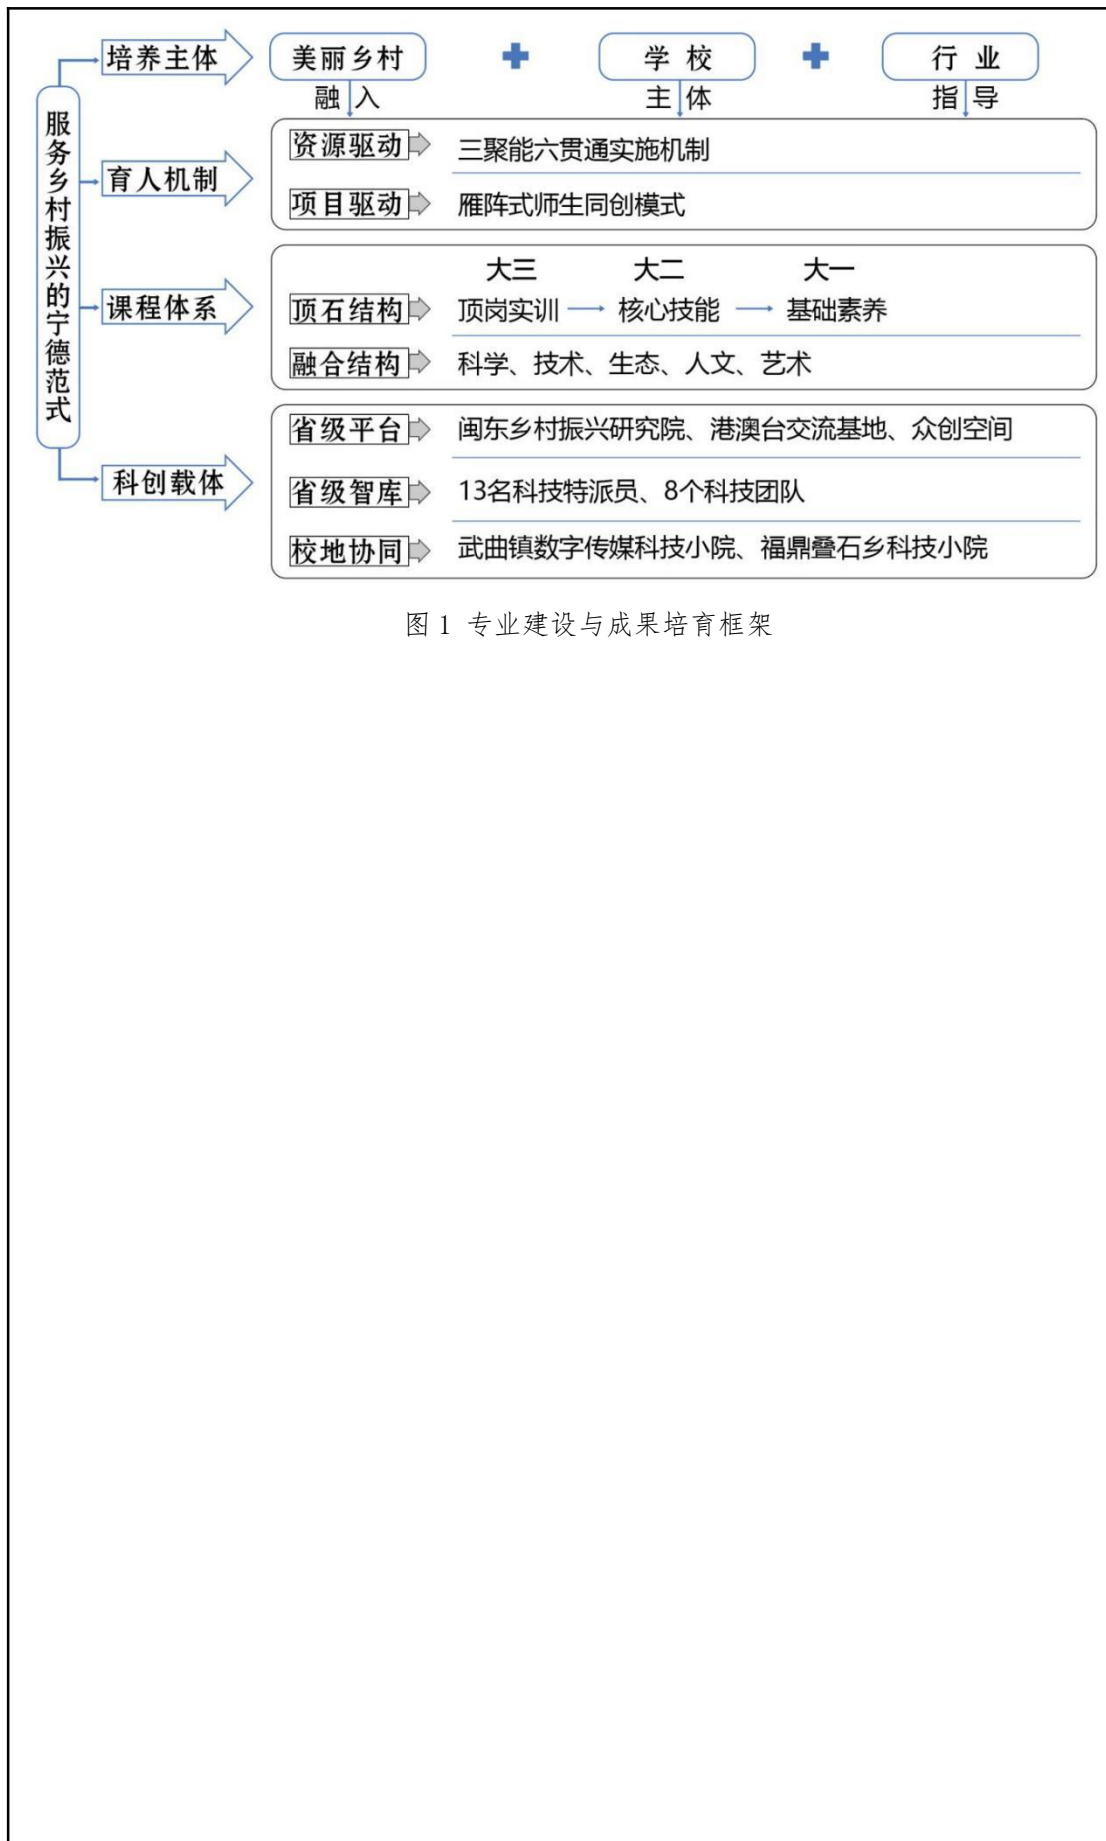 服务乡村振兴的宁德范式
培养主体
美丽乡村 + 学校 + 行业
融入 主体 指导
育人机制
资源驱动 三聚能六贯通实施机制
项目驱动 雁阵式师生同创模式
课程体系
大三 大二 大一
顶石结构 顶岗实训 → 核心技能 → 基础素养
融合结构 科学、技术、生态、人文、艺术
科创载体
省级平台 闽东乡村振兴研究院、港澳台交流基地、众创空间
省级智库 13名科技特派员、8个科技团队
校地协同 武曲镇数字传媒科技小院、福鼎叠石乡科技小院
图 1 专业建设与成果培育框架